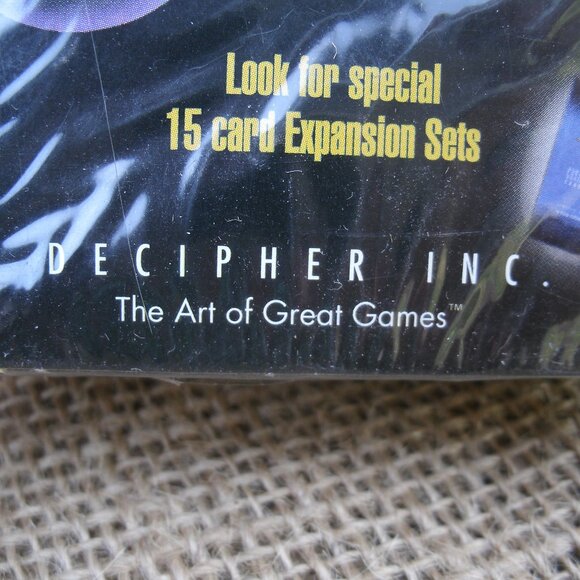 Look for special
15 card Expansion Sets
DECIPHER INC.
The Art of Great Games™